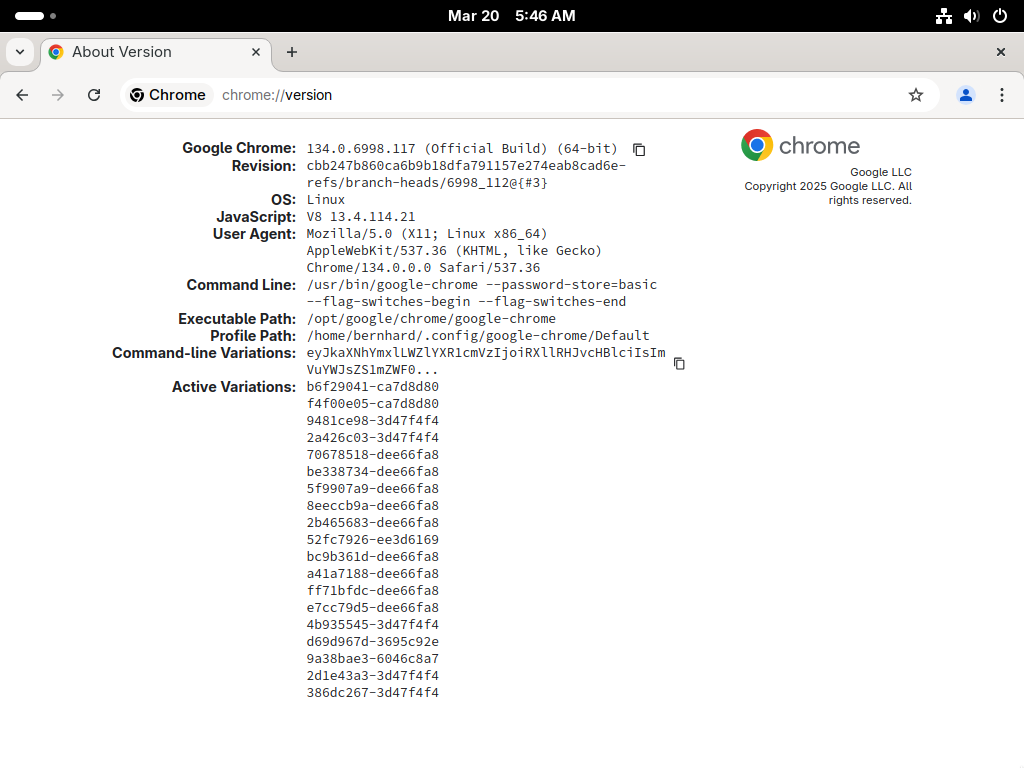 Mar 20 5:46 AM
About Version
Chrome chrome://version
chrome
Google LLC
Copyright 2025 Google LLC. All
rights reserved.
Google Chrome: 134.0.6998.117 (Official Build) (64-bit)
Revision: cbb247b860ca6b9b18dfa791157e274eab8cad6e-
refs/branch-heads/6998_112@{#3}
OS: Linux
JavaScript: V8 13.4.114.21
User Agent: Mozilla/5.0 (X11; Linux x86_64)
AppleWebKit/537.36 (KHTML, like Gecko)
Chrome/134.0.0.0 Safari/537.36
Command Line: /usr/bin/google-chrome --password-store=basic
--flag-switches-begin --flag-switches-end
Executable Path: /opt/google/chrome/google-chrome
Profile Path: /home/bernhard/.config/google-chrome/Default
Command-line Variations: eyJkaXNhYmxlLWZlYXR1cmVzIjoiRXllRHJvcHBlciIsIm
VuYWJsZS1mZWF0...
Active Variations: b6f29041-ca7d8d80
f4f00e05-ca7d8d80
9481ce98-3d47f4f4
2a426c03-3d47f4f4
70678518-dee66fa8
be338734-dee66fa8
5f9907a9-dee66fa8
8eeccb9a-dee66fa8
2b465683-dee66fa8
52fc7926-ee3d6169
bc9b361d-dee66fa8
a41a7188-dee66fa8
ff71bfdc-dee66fa8
e7cc79d5-dee66fa8
4b935545-3d47f4f4
d69d967d-3695c92e
9a38bae3-6046c8a7
2d1e43a3-3d47f4f4
386dc267-3d47f4f4